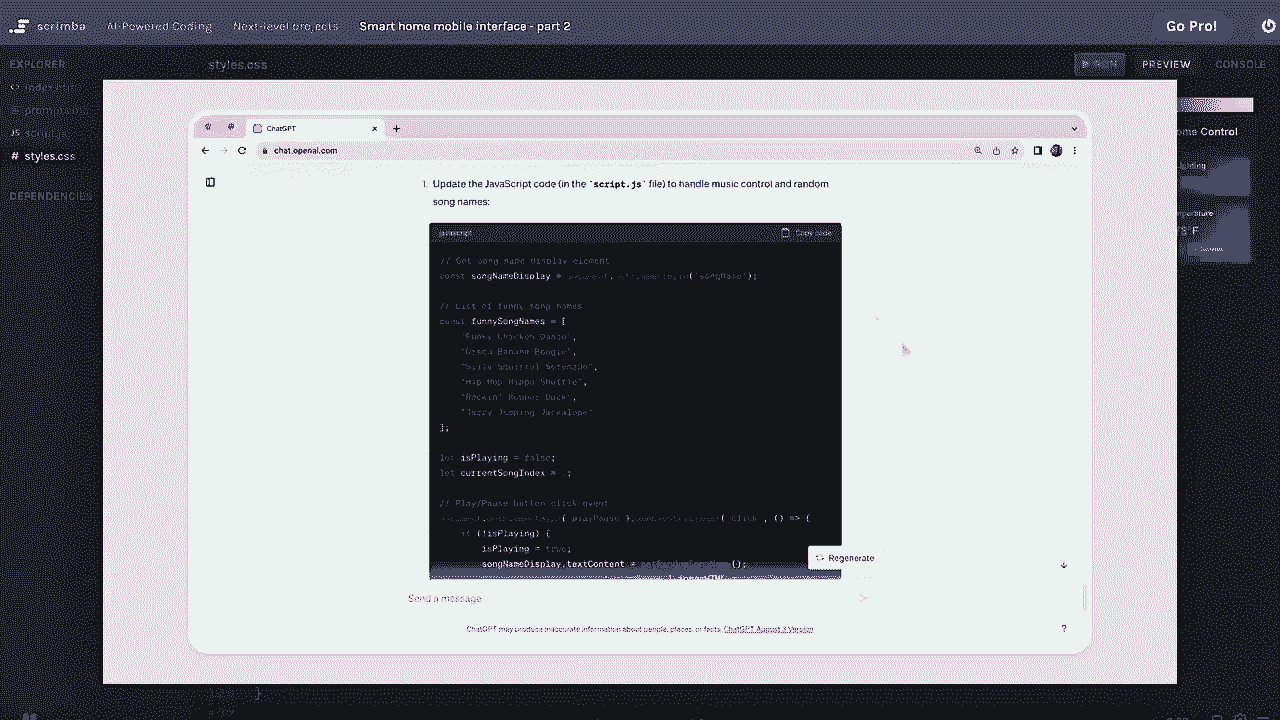 scrimba AI-Powered Coding Next-level projects Smart home mobile interface - part 2 Go Pro!
EXPLORER styles.css RUN PREVIEW CONSOLE
<> index.html
prompts.md
JS script.js
# styles.css
DEPENDENCIES
ome Control
ChatGPT
chat.openai.com
1. Update the JavaScript code (in the `script.js` file) to handle music control and random
song names:
javascript Copy code
// Get song name display element
const songNameDisplay = document.getElementById('songName');
// List of funny song names
const funnySongNames = [
"Funky Chicken Dance",
"Disco Banana Boogie",
"Silly Squirrel Serenade",
"Hip Hop Hippo Shuffle",
"Rockin' Rubber Duck",
"Jazzy Jumping Jackalope"
];
let isPlaying = false;
let currentSongIndex = ;
// Play/Pause button click event
document.getElementById('playPause').addEventListener('click', () => {
if (!isPlaying) {
isPlaying = true;
songNameDisplay.textContent = ();
Regenerate
Send a message
ChatGPT may produce inaccurate information about people, places, or facts. ChatGPT August 3 Version
?
}